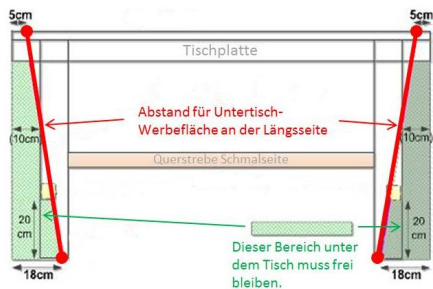 5cm
5cm
Tischplatte
Abstand für Untertisch-
Werbefläche an der Längsseite
(10cm)
(10cm)
Querstrebe Schmalseite
20
cm
20
cm
Dieser Bereich unter
dem Tisch muss frei
bleiben.
18cm
18cm